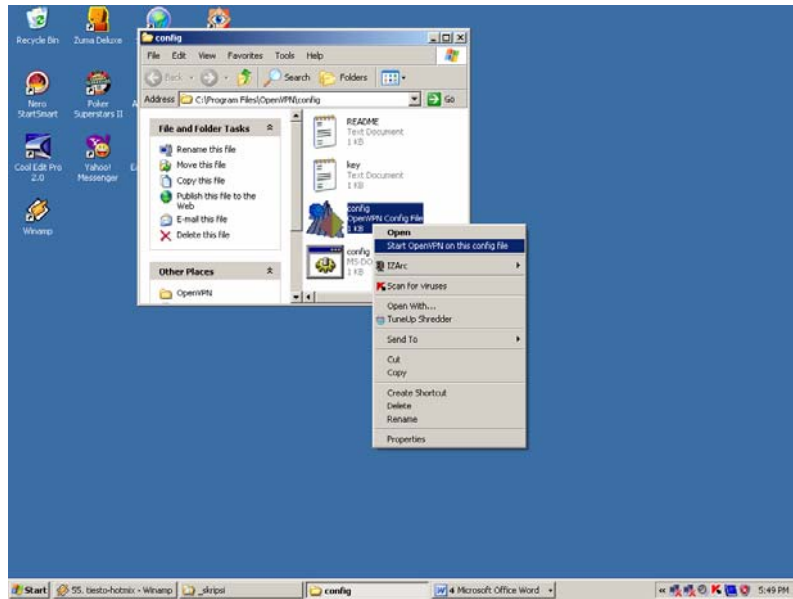 Recycle Bin
Zuma Deluxe
Nero
StartSmart
Poker
Superstars II
Cool Edit Pro
2.0
Yahoo!
Messenger
Winamp
config
File Edit View Favorites Tools Help
Back Search Folders
Address C:\Program Files\OpenVPN\config Go
File and Folder Tasks
Rename this file
Move this file
Copy this file
Publish this file to the
Web
E-mail this file
Delete this file
Other Places
OpenVPN
README
Text Document
1 KB
key
Text Document
1 KB
config
OpenVPN Config File
1 KB
config
MS-DO
1 KB
Open
Start OpenVPN on this config file
IZArc
Scan for viruses
Open With...
TuneUp Shredder
Send To
Cut
Copy
Create Shortcut
Delete
Rename
Properties
Start
55. tiesto-hotmix - Winamp
_skripsi
config
4 Microsoft Office Word
5:49 PM